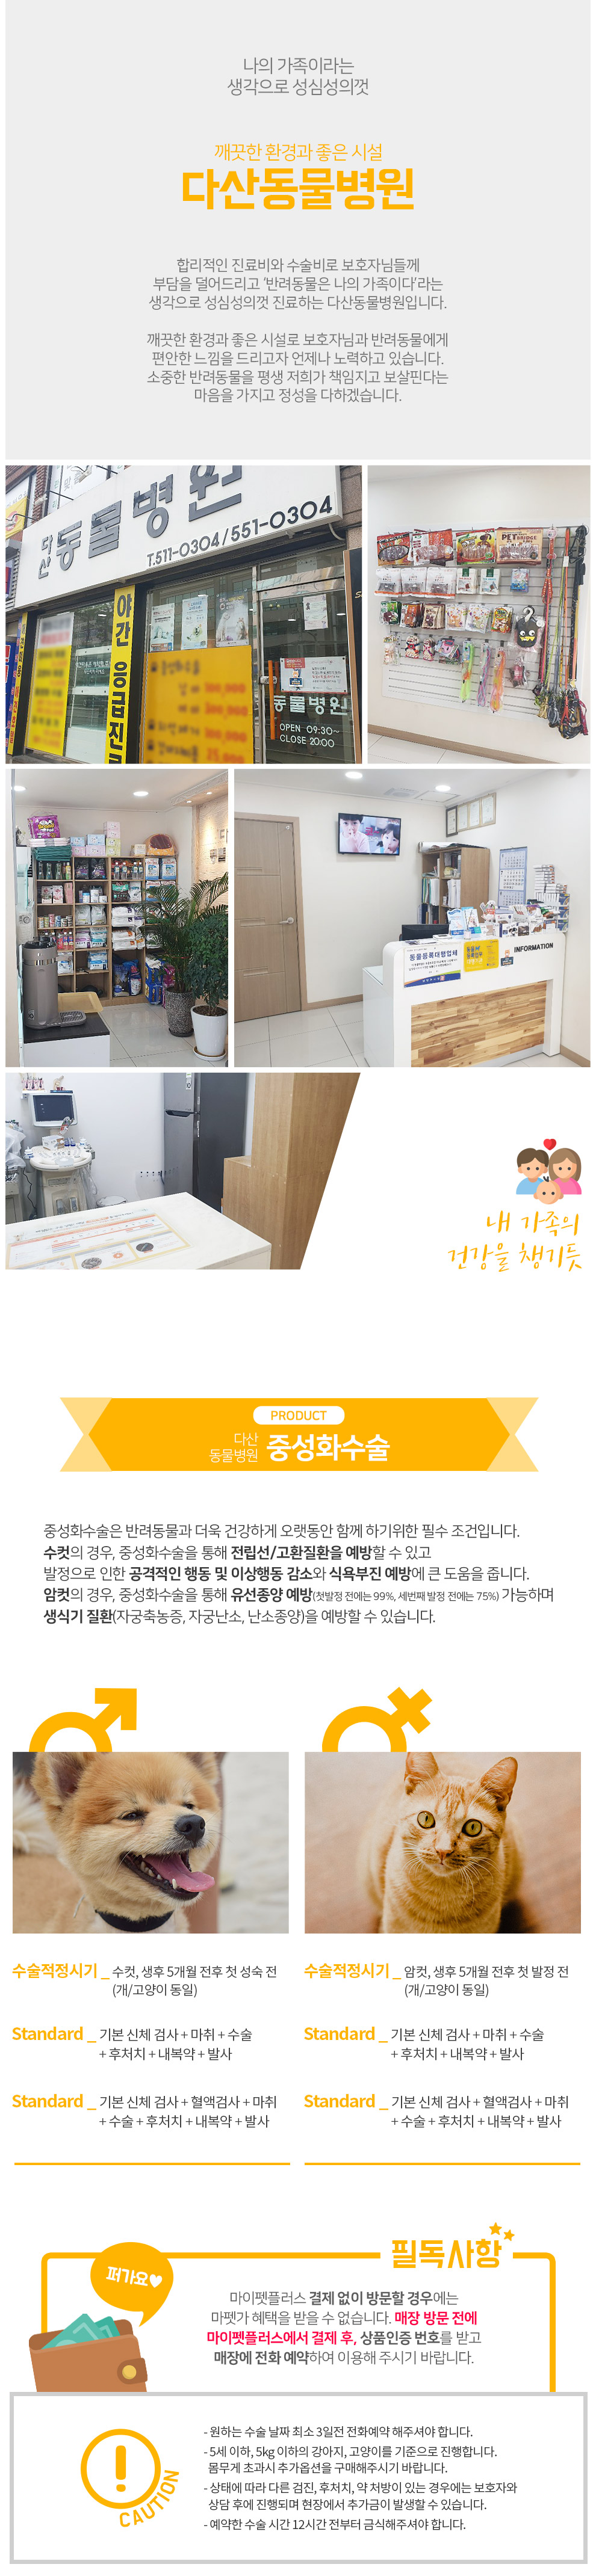 나의 가족이라는
생각으로 성심성의껏
깨끗한 환경과 좋은 시설
다산동물병원
합리적인 진료비와 수술비로 보호자님들께
부담을 덜어드리고 '반려동물은 나의 가족이다'라는
생각으로 성심성의껏 진료하는 다산동물병원입니다.
깨끗한 환경과 좋은 시설로 보호자님과 반려동물에게
편안한 느낌을 드리고자 언제나 노력하고 있습니다.
소중한 반려동물을 평생 저희가 책임지고 보살핀다는
마음을 가지고 정성을 다하겠습니다.
다산 동물병원
T.511-0304/551-0304
야간 응급진료
동물병원
OPEN 09:30~
CLOSE 20:00
PET BRIDGE
동물등록대행업체
INFORMATION
내 가족의
건강을 챙기듯
PRODUCT
다산
동물병원 중성화수술
중성화수술은 반려동물과 더욱 건강하게 오랫동안 함께 하기위한 필수 조건입니다.
수컷의 경우, 중성화수술을 통해 전립선/고환질환을 예방할 수 있고
발정으로 인한 공격적인 행동 및 이상행동 감소와 식욕부진 예방에 큰 도움을 줍니다.
암컷의 경우, 중성화수술을 통해 유선종양 예방(첫발정 전에는 99%, 세번째 발정 전에는 75%) 가능하며
생식기 질환(자궁축농증, 자궁난소, 난소종양)을 예방할 수 있습니다.
수술적정시기 _ 수컷, 생후 5개월 전후 첫 성숙 전
(개/고양이 동일)
Standard _ 기본 신체 검사 + 마취 + 수술
+ 후처치 + 내복약 + 발사
Standard _ 기본 신체 검사 + 혈액검사 + 마취
+ 수술 + 후처치 + 내복약 + 발사
수술적정시기 _ 암컷, 생후 5개월 전후 첫 발정 전
(개/고양이 동일)
Standard _ 기본 신체 검사 + 마취 + 수술
+ 후처치 + 내복약 + 발사
Standard _ 기본 신체 검사 + 혈액검사 + 마취
+ 수술 + 후처치 + 내복약 + 발사
필독사항
퍼가요♥
마이펫플러스 결제 없이 방문할 경우에는
마펫가 혜택을 받을 수 없습니다. 매장 방문 전에
마이펫플러스에서 결제 후, 상품인증 번호를 받고
매장에 전화 예약하여 이용해 주시기 바랍니다.
CAUTION
- 원하는 수술 날짜 최소 3일전 전화예약 해주셔야 합니다.
- 5세 이하, 5kg 이하의 강아지, 고양이를 기준으로 진행합니다.
몸무게 초과시 추가옵션을 구매해주시기 바랍니다.
- 상태에 따라 다른 검진, 후처치, 약 처방이 있는 경우에는 보호자와
상담 후에 진행되며 현장에서 추가금이 발생할 수 있습니다.
- 예약한 수술 시간 12시간 전부터 금식해주셔야 합니다.